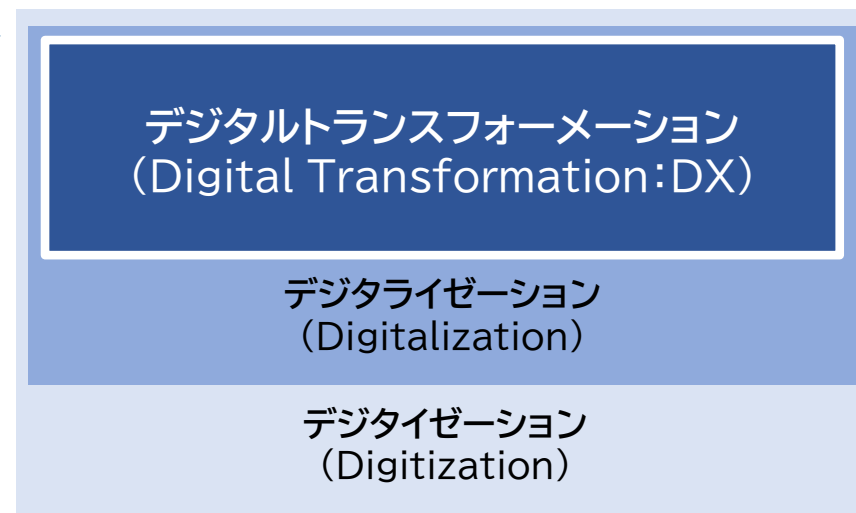 デジタルトランスフォーメーション
（Digital Transformation：DX）
デジタライゼーション
（Digitalization）
デジタイゼーション
（Digitization）